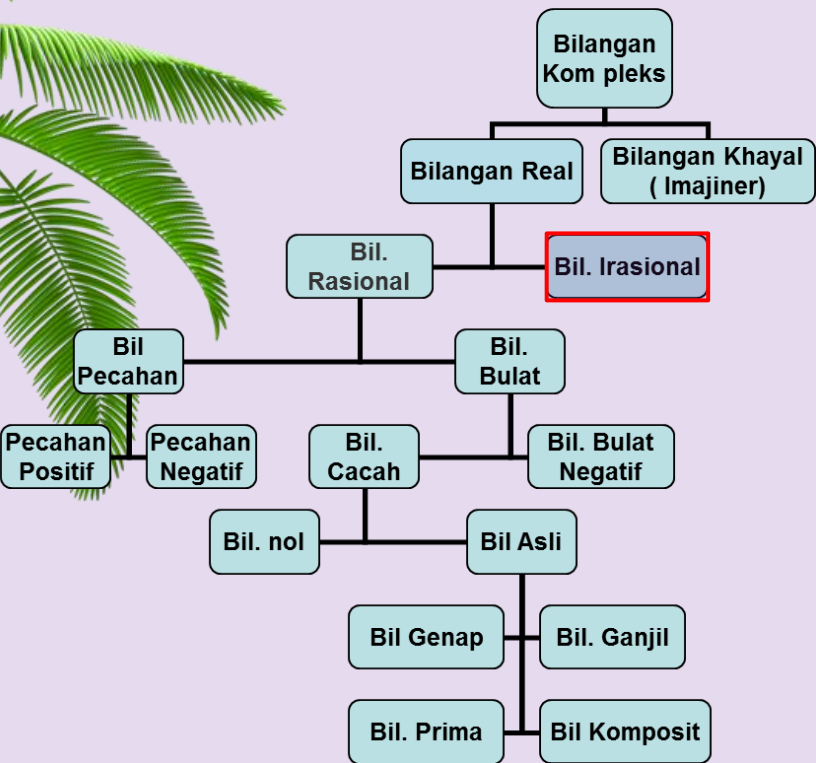 Bilangan
Kom pleks
Bilangan Real
Bilangan Khayal
( Imajiner)
Bil.
Rasional
Bil. Irasional
Bil
Pecahan
Bil.
Bulat
Pecahan
Positif
Pecahan
Negatif
Bil.
Cacah
Bil. Bulat
Negatif
Bil. nol
Bil Asli
Bil Genap
Bil. Ganjil
Bil. Prima
Bil Komposit